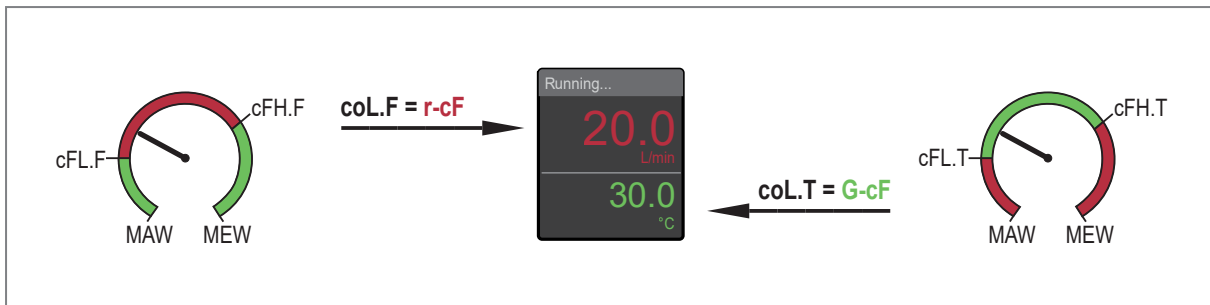 cFH.F
cFL.F
MAW
MEW
coL.F = r-cF
Running...
20.0
L/min
30.0
°C
coL.T = G-cF
cFH.T
cFL.T
MAW
MEW